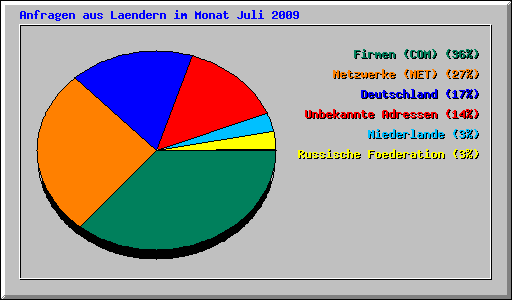 Anfragen aus Laendern im Monat Juli 2009
Firmen (COM) (36%)
Netzwerke (NET) (27%)
Deutschland (17%)
Unbekannte Adressen (14%)
Niederlande (3%)
Russische Foederation (3%)